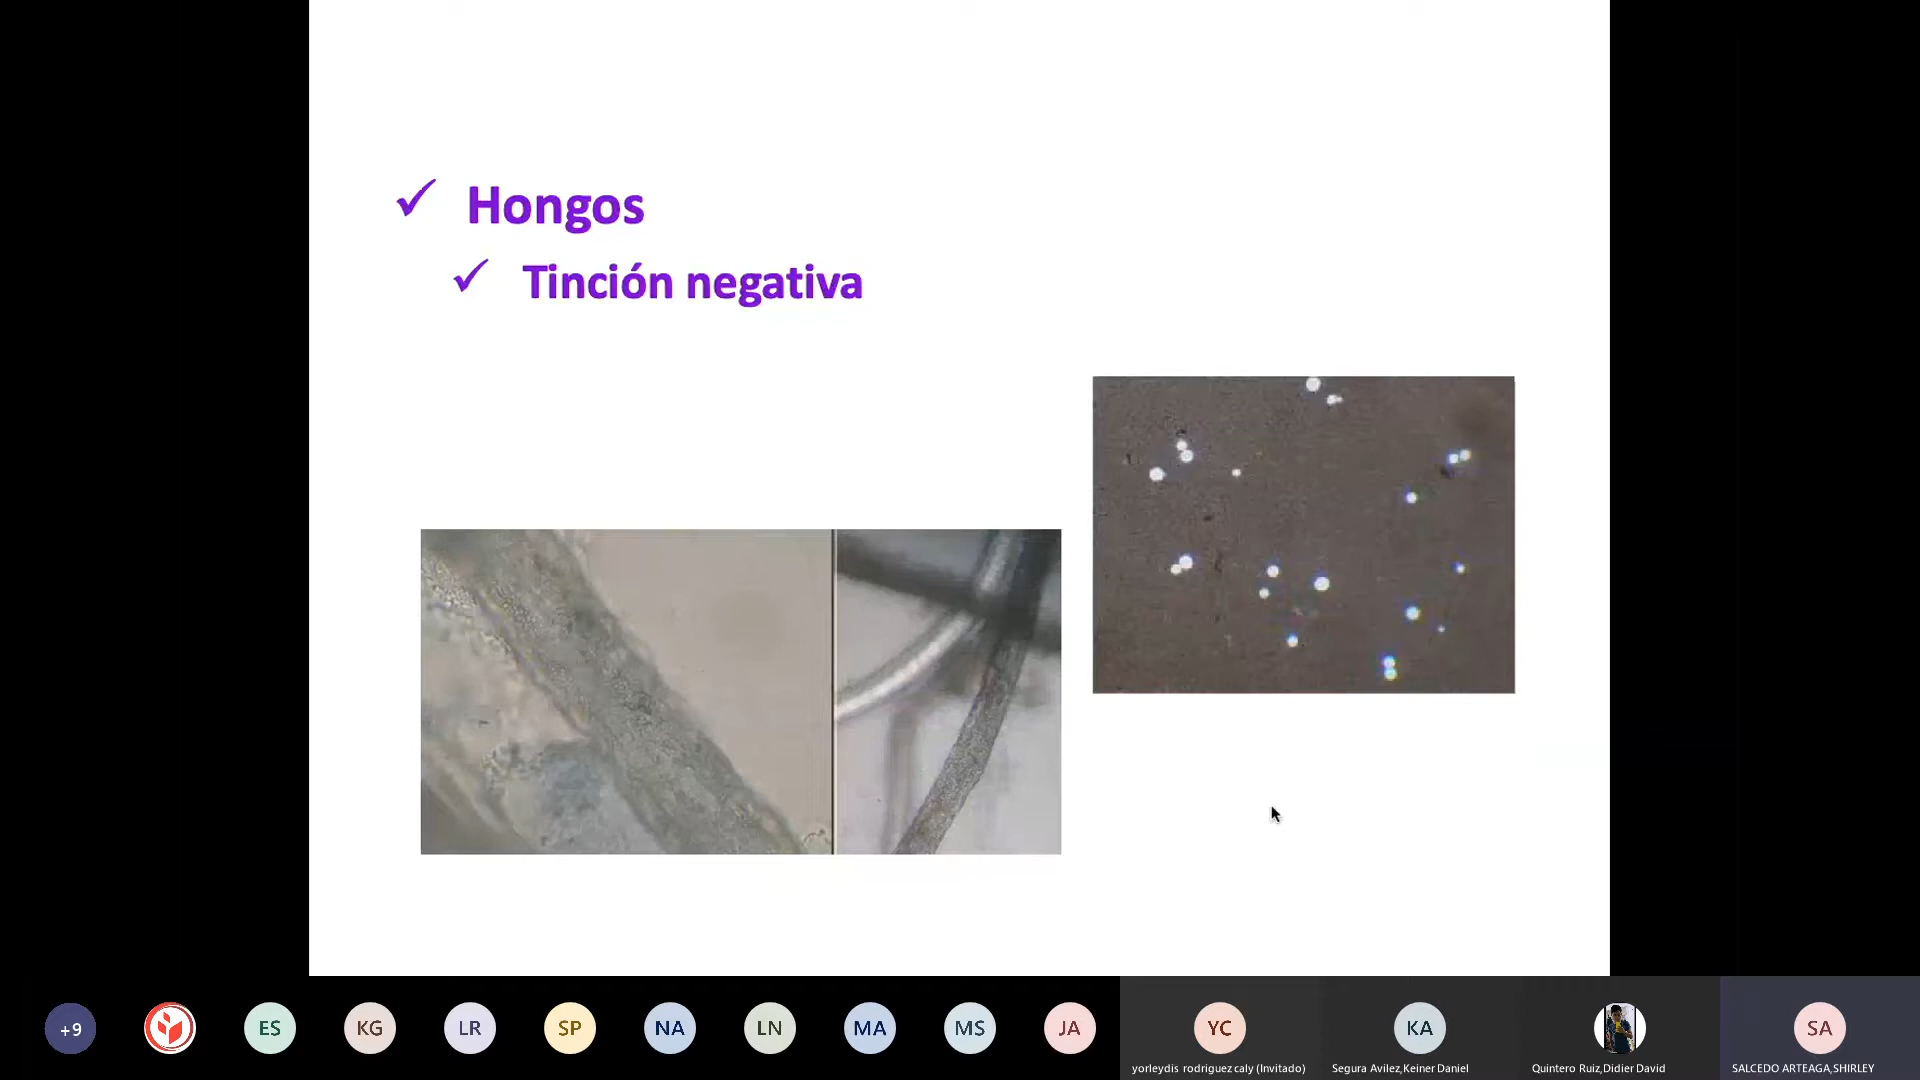 Hongos
Tinción negativa
+9
ES
KG
LR
SP
NA
LN
MA
MS
JA
YC
KA
SA
yorleydis rodriguez caly (Invitado)
Segura Avilez,Keiner Daniel
Quintero Ruiz,Didier David
SALCEDO ARTEAGA,SHIRLEY